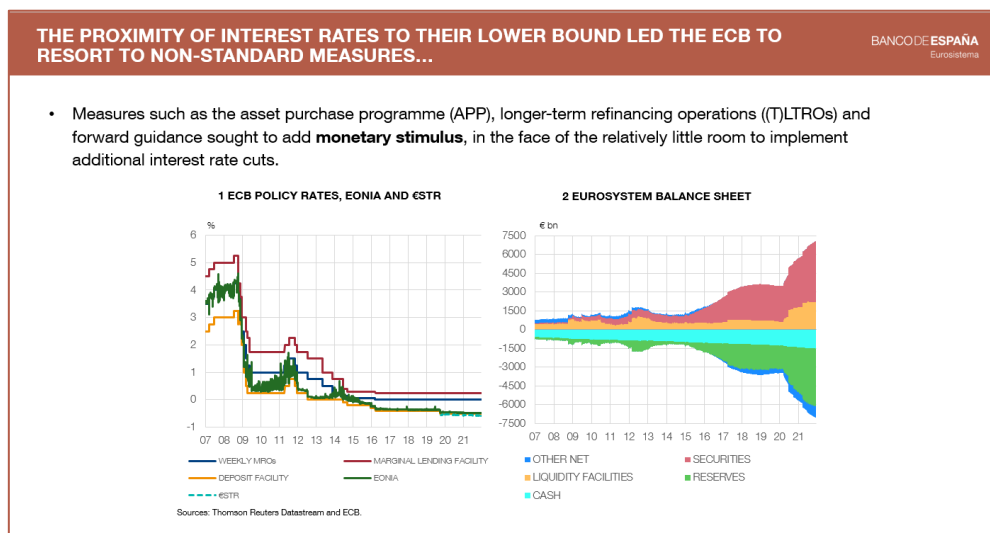 THE PROXIMITY OF INTEREST RATES TO THEIR LOWER BOUND LED THE ECB TO
RESORT TO NON-STANDARD MEASURES...
BANCO DE ESPAÑA
Eurosistema
• Measures such as the asset purchase programme (APP), longer-term refinancing operations ((T)LTROs) and
forward guidance sought to add monetary stimulus, in the face of the relatively little room to implement
additional interest rate cuts.
1 ECB POLICY RATES, EONIA AND €STR
%
6
5
4
3
2
1
0
-1
07 08 09 10 11 12 13 14 15 16 17 18 19 20 21
WEEKLY MROs
MARGINAL LENDING FACILITY
DEPOSIT FACILITY
EONIA
€STR
Sources: Thomson Reuters Datastream and ECB.
2 EUROSYSTEM BALANCE SHEET
€ bn
7500
6000
4500
3000
1500
0
-1500
-3000
-4500
-6000
-7500
07 08 09 10 11 12 13 14 15 16 17 18 19 20 21
OTHER NET
SECURITIES
LIQUIDITY FACILITIES
RESERVES
CASH